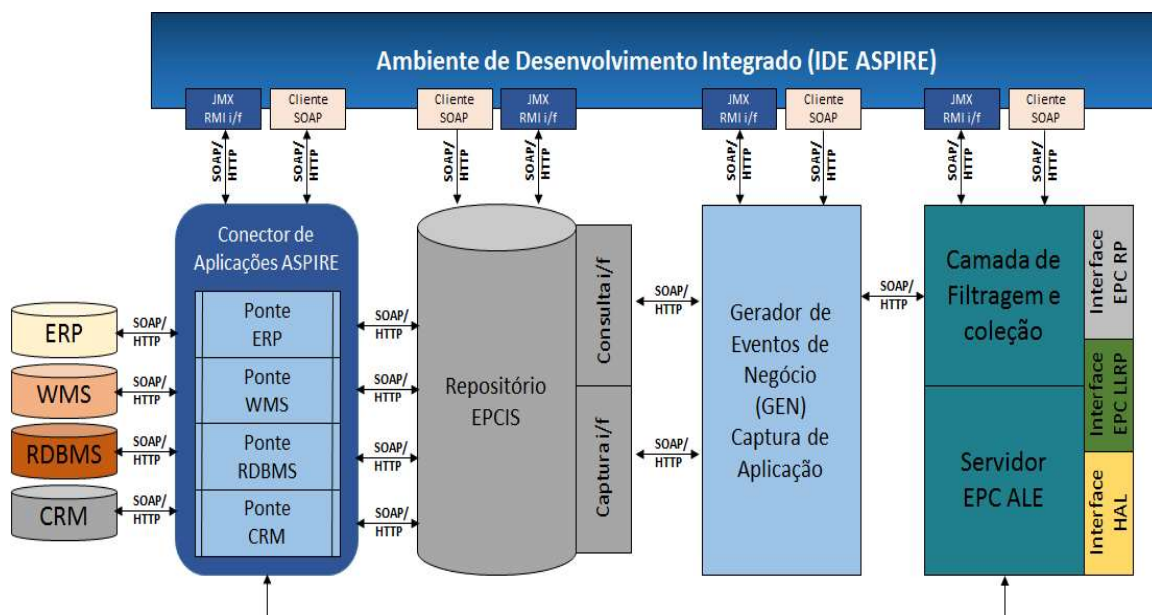 Ambiente de Desenvolvimento Integrado (IDE ASPIRE)
JMX
RMI i/f
Cliente
SOAP
Cliente
SOAP
JMX
RMI i/f
JMX
RMI i/f
Cliente
SOAP
JMX
RMI i/f
Cliente
SOAP
SOAP/
HTTP
SOAP/
HTTP
SOAP/
HTTP
SOAP/
HTTP
SOAP/
HTTP
SOAP/
HTTP
SOAP/
HTTP
SOAP/
HTTP
ERP
WMS
RDBMS
CRM
SOAP/
HTTP
SOAP/
HTTP
SOAP/
HTTP
SOAP/
HTTP
Conector de
Aplicações ASPIRE
Ponte
ERP
Ponte
WMS
Ponte
RDBMS
Ponte
CRM
SOAP/
HTTP
SOAP/
HTTP
SOAP/
HTTP
SOAP/
HTTP
Repositório
EPCIS
Consulta i/f
Captura i/f
SOAP/
HTTP
SOAP/
HTTP
Gerador de
Eventos de
Negócio
(GEN)
Captura de
Aplicação
SOAP/
HTTP
Camada de
Filtragem e
coleção
Servidor
EPC ALE
Interface
EPC RP
Interface
EPC LLRP
Interface
HAL